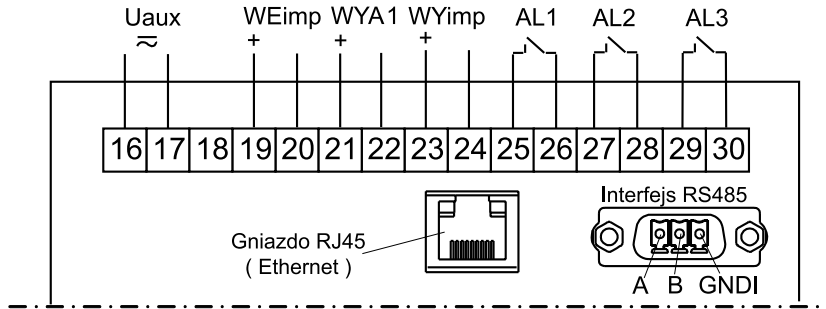 Uaux WEimp WYA1 WYimp AL1 AL2 AL3
≂ + + +
16 17 18 19 20 21 22 23 24 25 26 27 28 29 30
Interfejs RS485
Gniazdo RJ45
( Ethernet )
A B GNDI